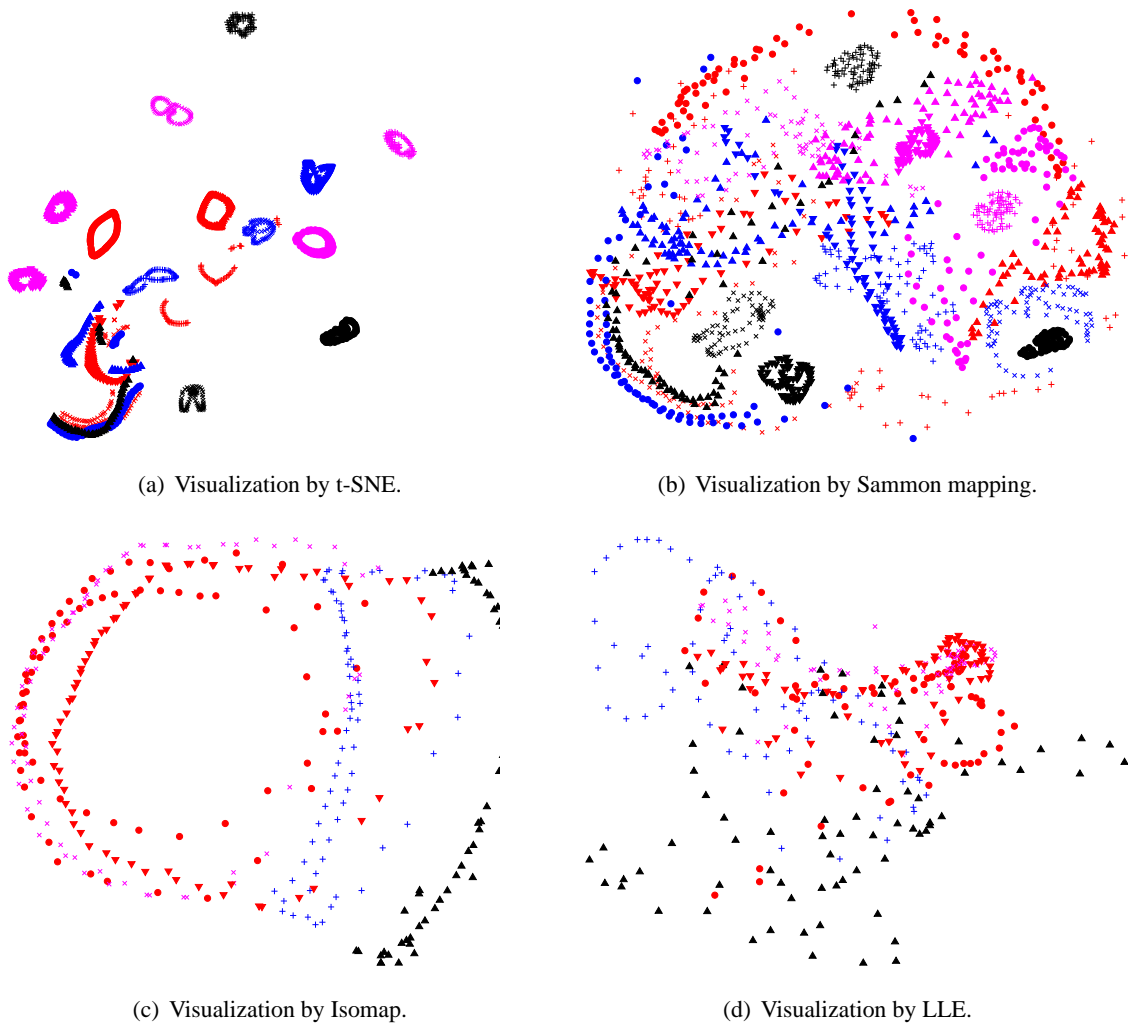 (a) Visualization by t-SNE.
(b) Visualization by Sammon mapping.
(c) Visualization by Isomap.
(d) Visualization by LLE.